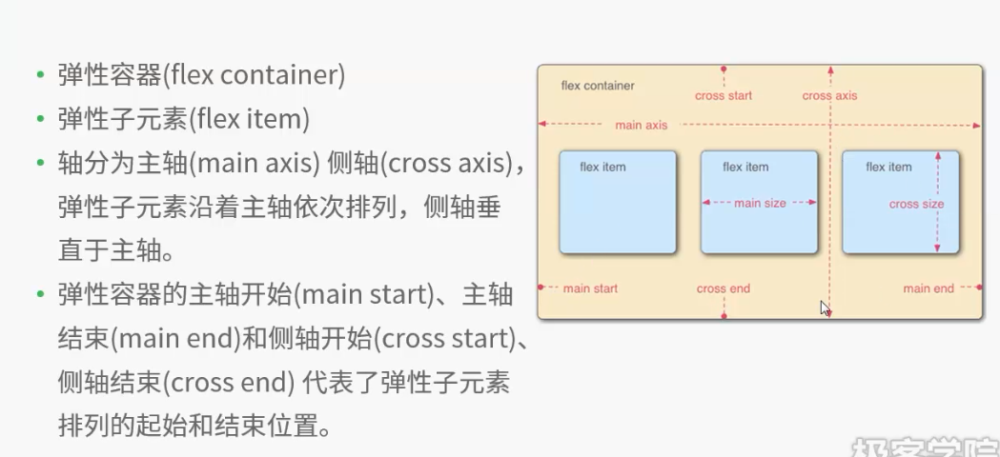 弹性容器(flex container)
弹性子元素(flex item)
轴分为主轴(main axis) 侧轴(cross axis)，
弹性子元素沿着主轴依次排列，侧轴垂
直于主轴。
弹性容器的主轴开始(main start)、主轴
结束(main end)和侧轴开始(cross start)、
侧轴结束(cross end) 代表了弹性子元素
排列的起始和结束位置。
flex container
cross start
cross axis
main axis
flex item
flex item
flex item
main size
cross size
main start
cross end
main end
极客学院